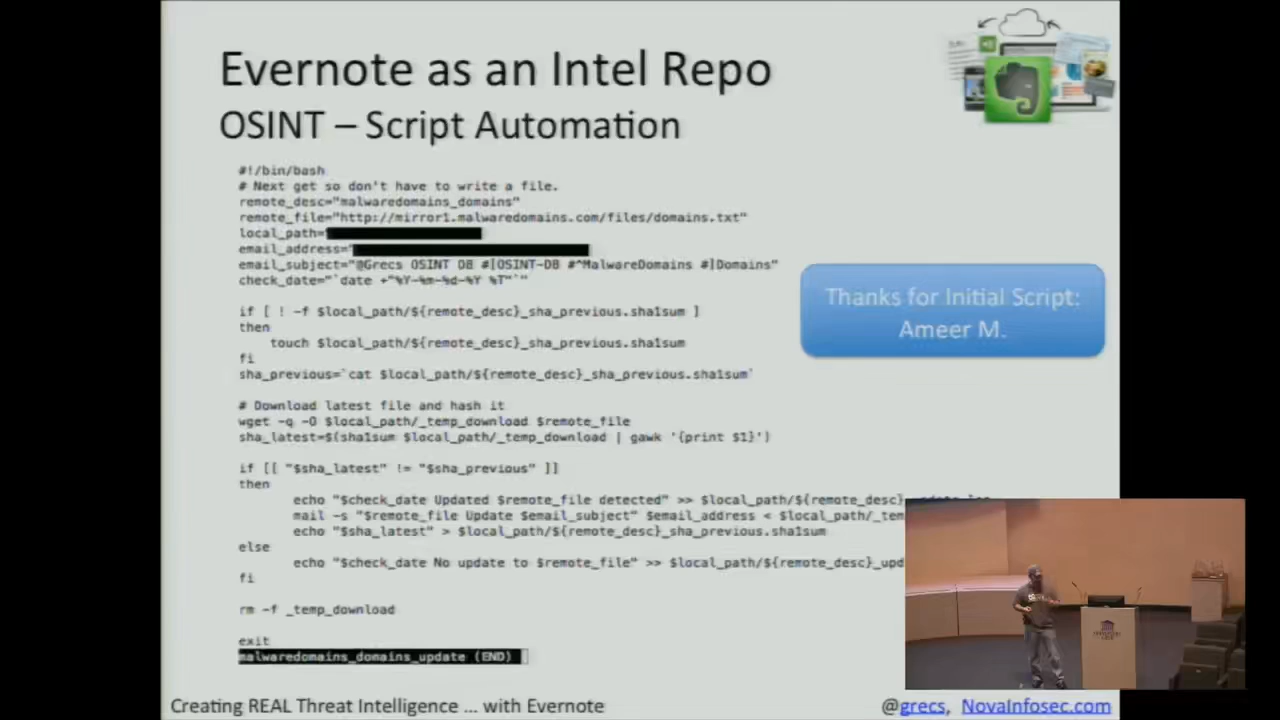 Evernote as an Intel Repo
OSINT – Script Automation
#!/bin/bash
# Next get so don't have to write a file.
remote_desc="malwaredomains_domains"
remote_file="http://mirror1.malwaredomains.com/files/domains.txt"
local_path="
email_address="
email_subject="@Grecs OSINT DB #[OSINT-DB #^MalwareDomains #]Domains"
check_date="`date +"%Y-%m-%d-%Y %T"`"
if [ ! -f $local_path/${remote_desc}_sha_previous.sha1sum ]
then
touch $local_path/${remote_desc}_sha_previous.sha1sum
fi
sha_previous=`cat $local_path/${remote_desc}_sha_previous.sha1sum`
# Download latest file and hash it
wget -q -O $local_path/_temp_download $remote_file
sha_latest=$(sha1sum $local_path/_temp_download | gawk '{print $1}')
if [[ "$sha_latest" != "$sha_previous" ]]
then
echo "$check_date Updated $remote_file detected" >> $local_path/${remote_desc}
mail -s "$remote_file Update $email_subject" $email_address < $local_path/_tem
echo "$sha_latest" > $local_path/${remote_desc}_sha_previous.sha1sum
else
echo "$check_date No update to $remote_file" >> $local_path/${remote_desc}_upd
fi
rm -f _temp_download
exit
malwaredomains_domains_update (END)
Thanks for Initial Script:
Ameer M.
Creating REAL Threat Intelligence ... with Evernote
@grecs, NovaInfosec.com